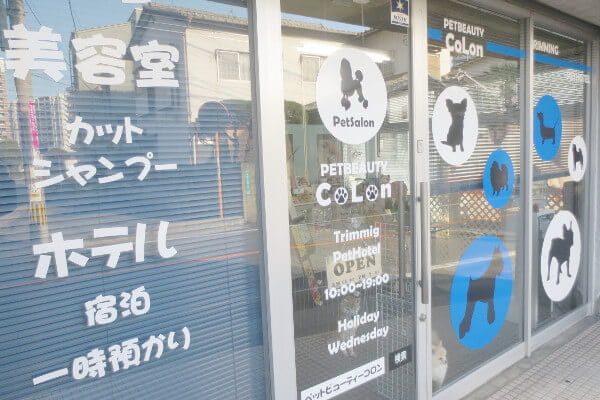 美容室
カット
シャンプー
ホテル
宿泊
一時預かり
PetSalon
PETBEAUTY
CoLon
Trimmig
PetHotel
OPEN
10:00~19:00
Holiday
Wednesday
ペットビューティーコロン
検索
PETBEAUTY
CoLon
TRIMMING